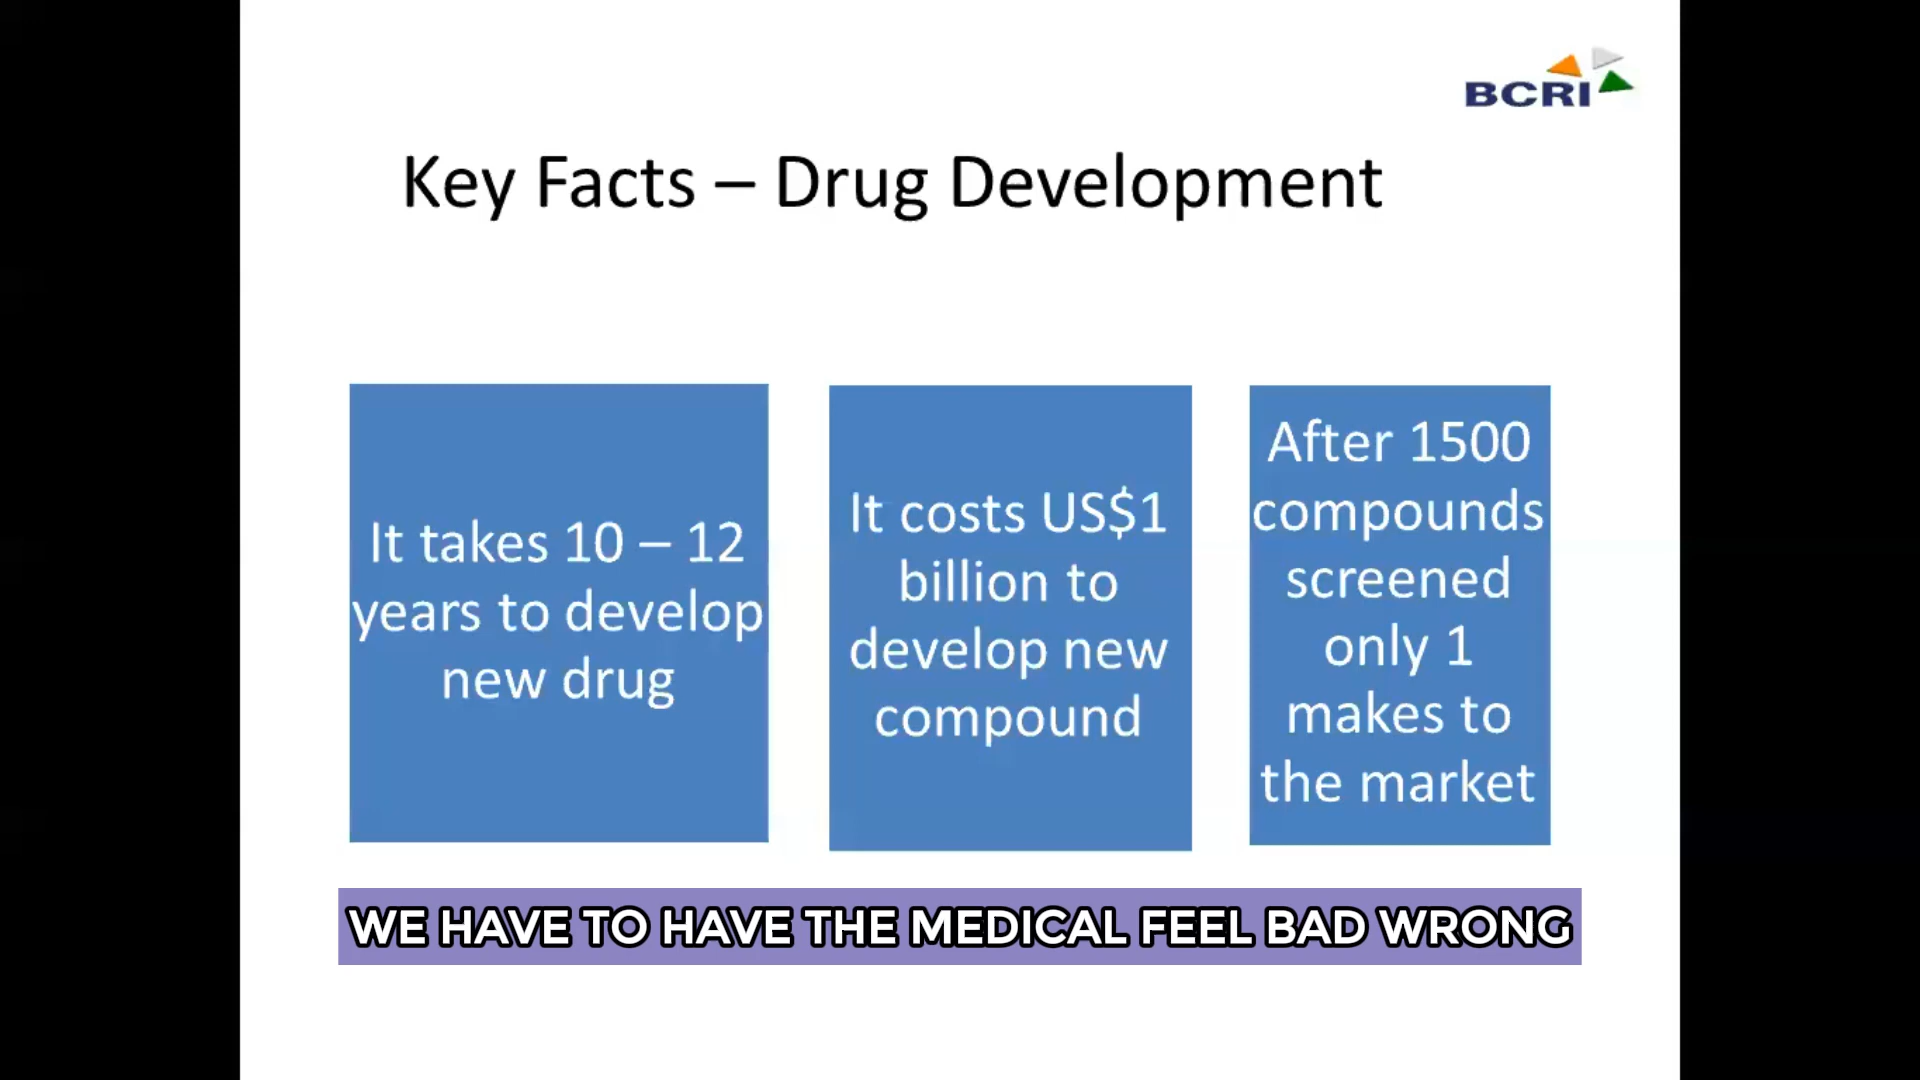 BCRI
Key Facts – Drug Development
It takes 10 – 12
years to develop
new drug
It costs US$1
billion to
develop new
compound
After 1500
compounds
screened
only 1
makes to
the market
WE HAVE TO HAVE THE MEDICAL FEEL BAD WRONG